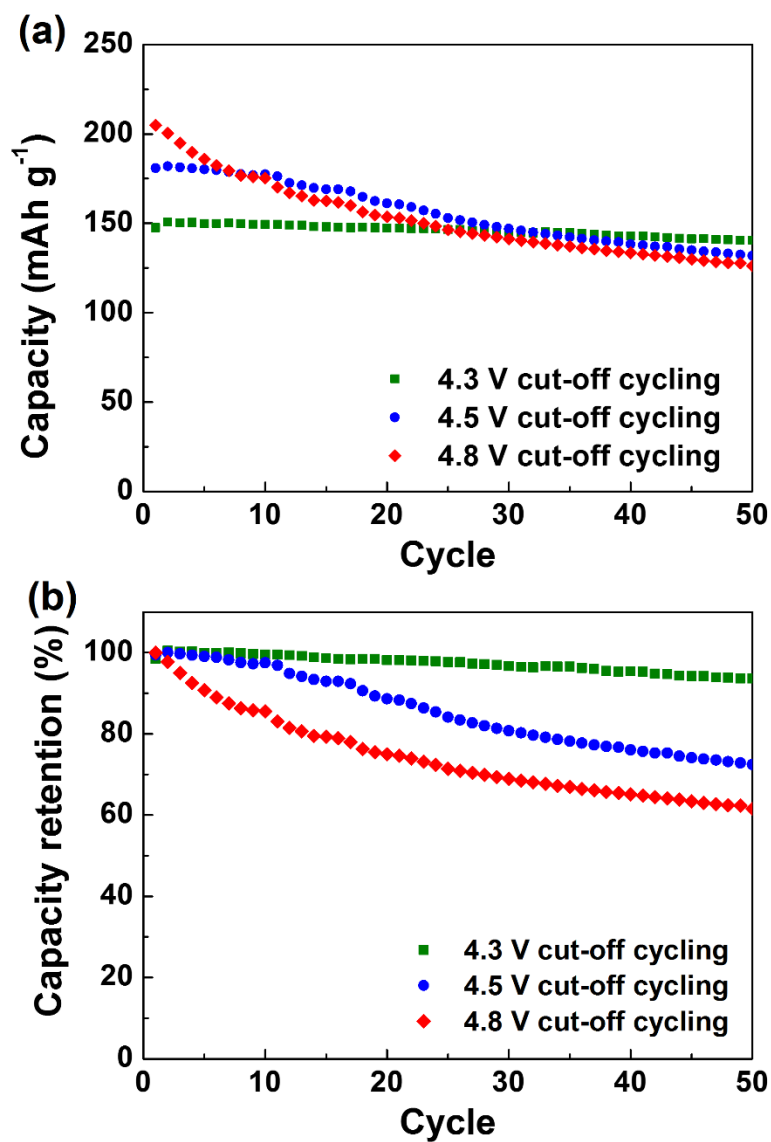 (a)
250
200
150
100
50
0
Capacity (mAh g⁻¹)
4.3 V cut-off cycling
4.5 V cut-off cycling
4.8 V cut-off cycling
0 10 20 30 40 50
Cycle
(b)
100
80
60
40
20
0
Capacity retention (%)
4.3 V cut-off cycling
4.5 V cut-off cycling
4.8 V cut-off cycling
0 10 20 30 40 50
Cycle